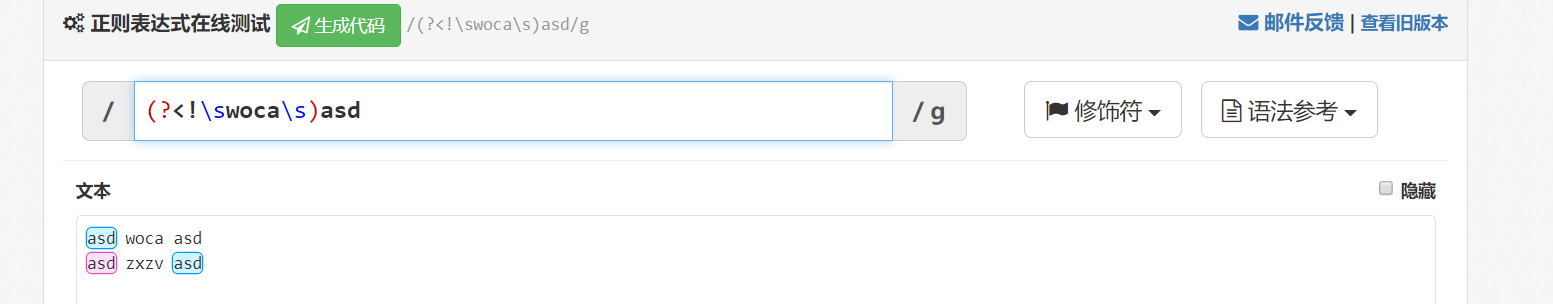 正则表达式在线测试 生成代码 /(?<!\swoca\s)asd/g 邮件反馈 | 查看旧版本
/ (?<!\swoca\s)asd / g 修饰符 语法参考
文本 隐藏
asd woca asd
asd zxzv asd